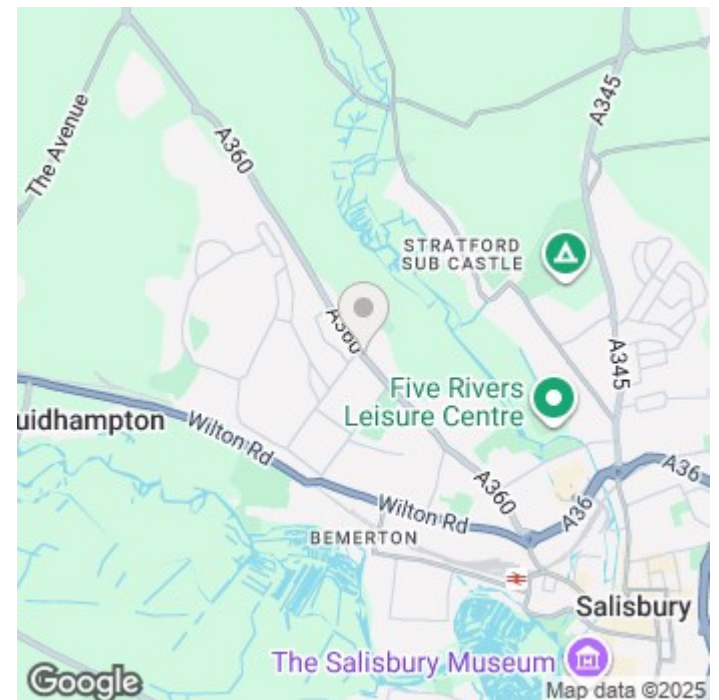 The Avenue
A360
A345
STRATFORD
SUB CASTLE
A360
A345
Five Rivers
Leisure Centre
uidhampton
Wilton Rd
A360
A36
A36
Wilton Rd
BEMERTON
Salisbury
The Salisbury Museum
Google
Map data ©2025